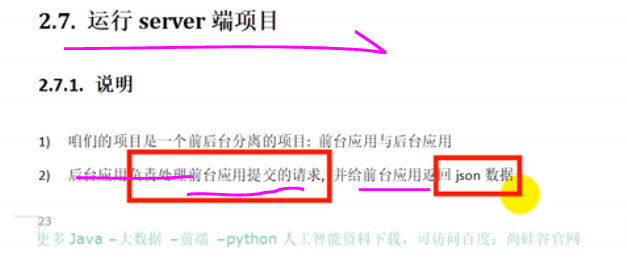 2.7. 运行 server 端项目
2.7.1. 说明
1) 咱们的项目是一个前后台分离的项目: 前台应用与后台应用
2) 后台应用负责处理前台应用提交的请求, 并给前台应用返回 json 数据
23
更多 Java –大数据 –前端 –python 人工智能资料下载，可访问百度：尚硅谷官网